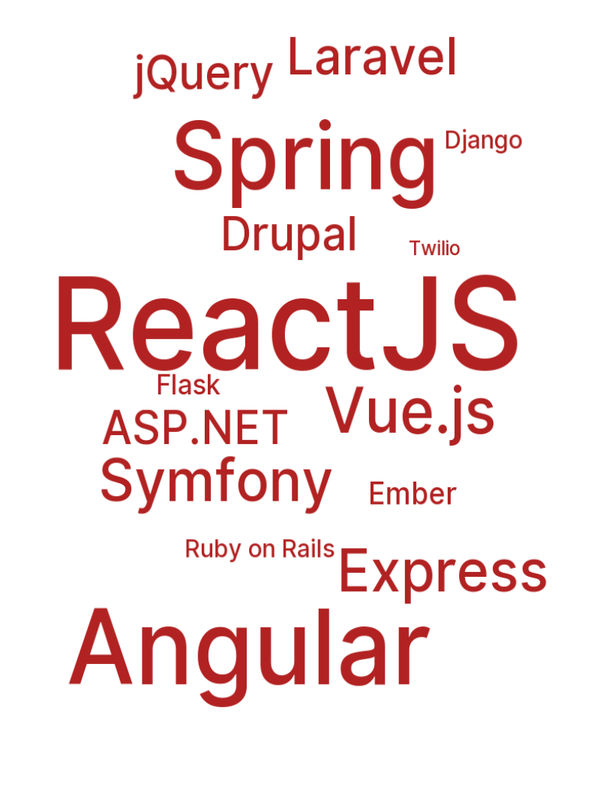 jQuery Laravel
Spring Django
Drupal
Twilio
ReactJS
Flask
Vue.js
ASP.NET
Symfony
Ember
Ruby on Rails
Express
Angular